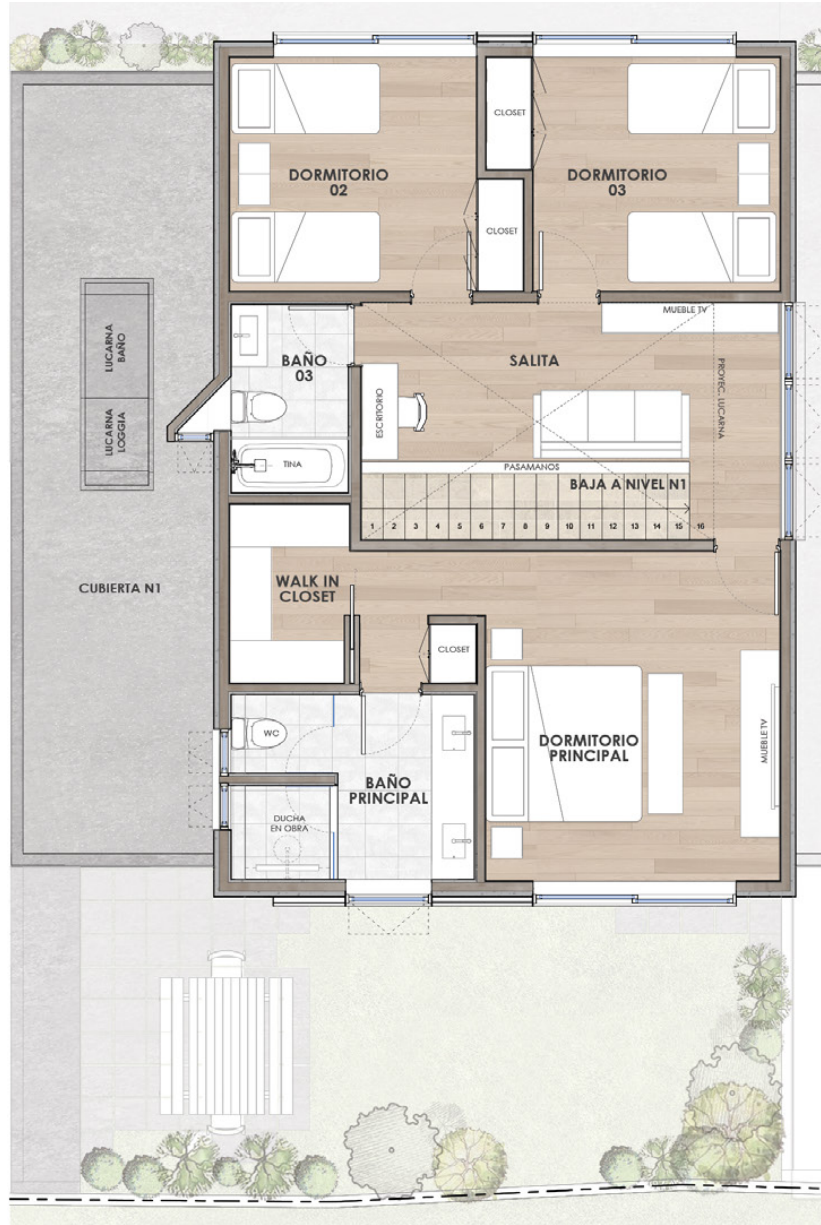 CLOSET
DORMITORIO
02
DORMITORIO
03
CLOSET
MUEBLE TV
LUCARNA
BAÑO
BAÑO
03
SALITA
PROYEC. LUCARNA
ESCRITORIO
LUCARNA
LOGGIA
TINA
PASAMANOS
BAJA A NIVEL N1
1 2 3 4 5 6 7 8 9 10 11 12 13 14 15 16
CUBIERTA N1
WALK IN
CLOSET
CLOSET
WC
DORMITORIO
PRINCIPAL
MUEBLE TV
BAÑO
PRINCIPAL
DUCHA
EN OBRA